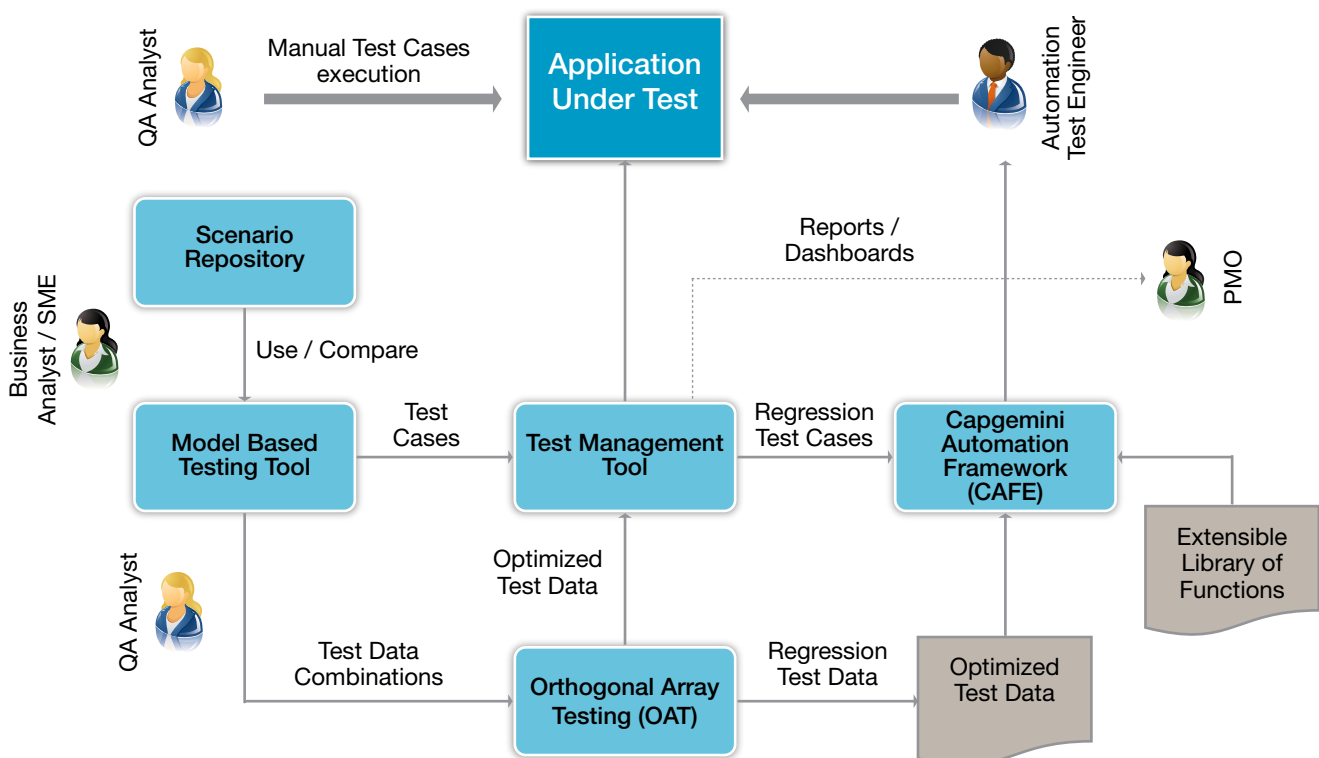 QA Analyst
Manual Test Cases
execution
Application
Under Test
Automation
Test Engineer
Scenario
Repository
Reports /
Dashboards
PMO
Business
Analyst / SME
Use / Compare
Model Based
Testing Tool
Test
Cases
Test Management
Tool
Regression
Test Cases
Capgemini
Automation
Framework
(CAFE)
Extensible
Library of
Functions
QA Analyst
Optimized
Test Data
Test Data
Combinations
Orthogonal Array
Testing (OAT)
Regression
Test Data
Optimized
Test Data